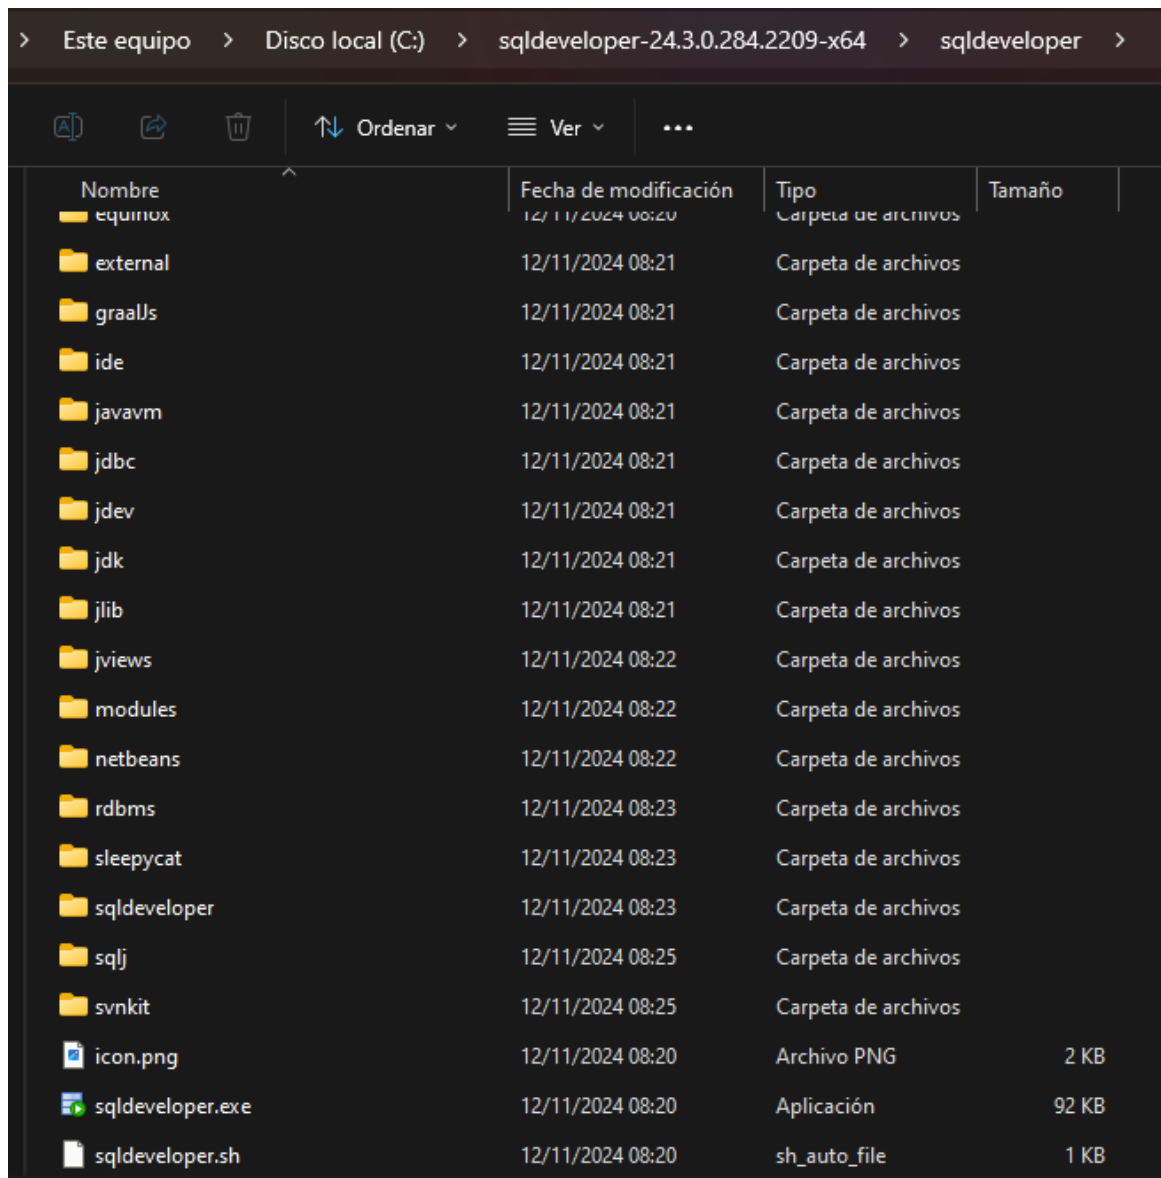 > Este equipo > Disco local (C:) > sqldeveloper-24.3.0.284.2209-x64 > sqldeveloper >
Ordenar Ver ...
Nombre Fecha de modificación Tipo Tamaño
equinox 12/11/2024 08:20 Carpeta de archivos
external 12/11/2024 08:21 Carpeta de archivos
graalJs 12/11/2024 08:21 Carpeta de archivos
ide 12/11/2024 08:21 Carpeta de archivos
javavm 12/11/2024 08:21 Carpeta de archivos
jdbc 12/11/2024 08:21 Carpeta de archivos
jdev 12/11/2024 08:21 Carpeta de archivos
jdk 12/11/2024 08:21 Carpeta de archivos
jlib 12/11/2024 08:21 Carpeta de archivos
jviews 12/11/2024 08:22 Carpeta de archivos
modules 12/11/2024 08:22 Carpeta de archivos
netbeans 12/11/2024 08:22 Carpeta de archivos
rdbms 12/11/2024 08:23 Carpeta de archivos
sleepycat 12/11/2024 08:23 Carpeta de archivos
sqldeveloper 12/11/2024 08:23 Carpeta de archivos
sqlj 12/11/2024 08:25 Carpeta de archivos
svnkit 12/11/2024 08:25 Carpeta de archivos
icon.png 12/11/2024 08:20 Archivo PNG 2 KB
sqldeveloper.exe 12/11/2024 08:20 Aplicación 92 KB
sqldeveloper.sh 12/11/2024 08:20 sh_auto_file 1 KB